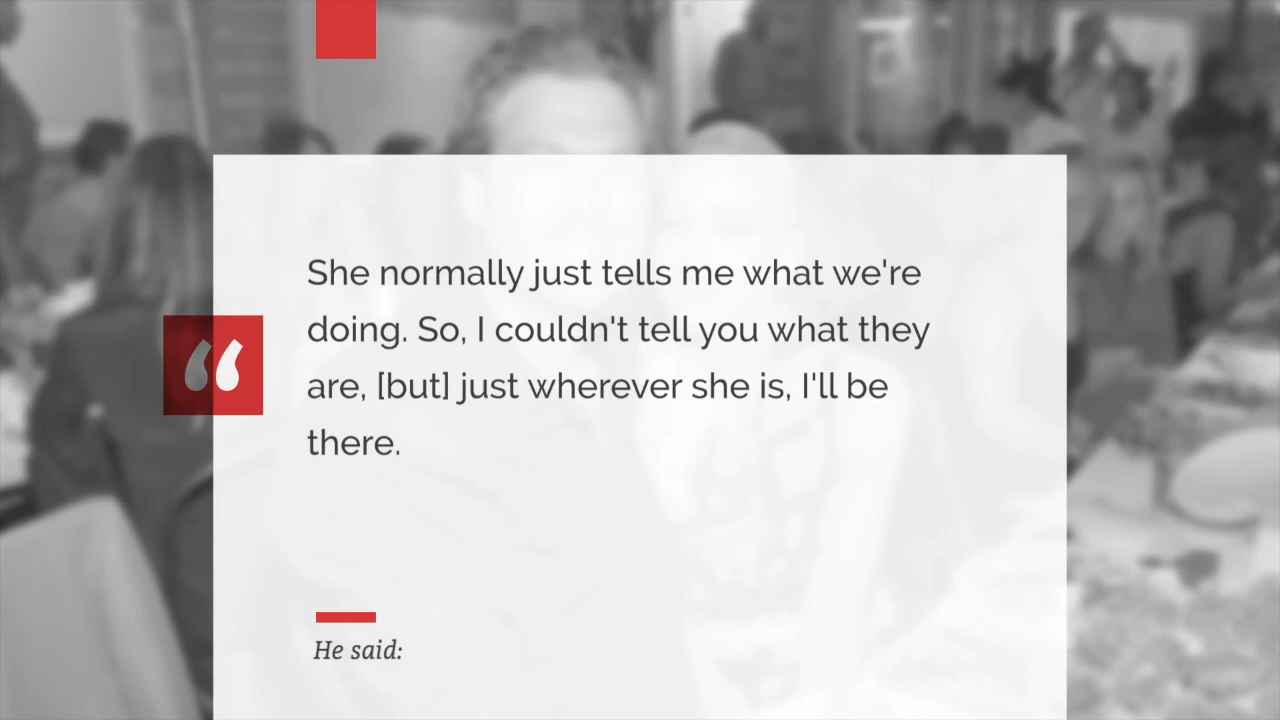 She normally just tells me what we're
doing. So, I couldn't tell you what they
are, [but] just wherever she is, I'll be
there.
He said: